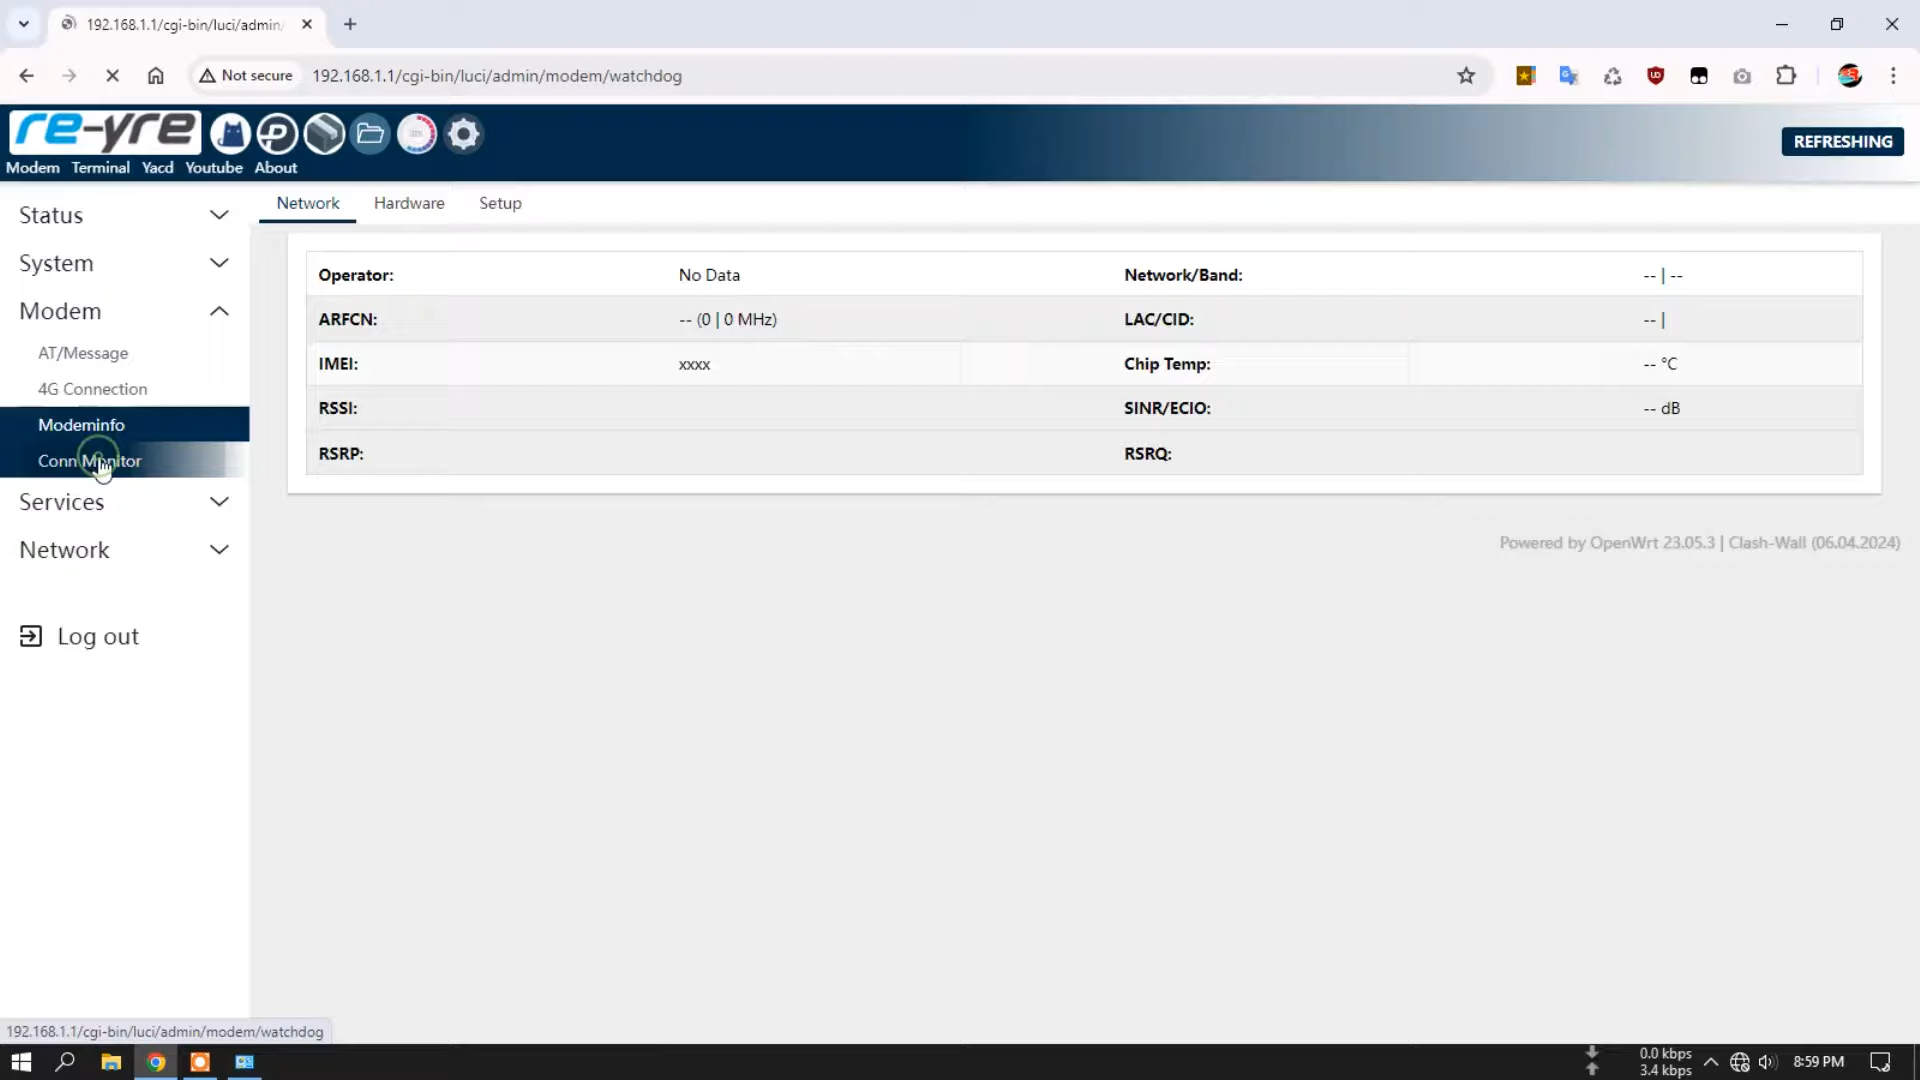 192.168.1.1/cgi-bin/luci/admin/
Not secure
192.168.1.1/cgi-bin/luci/admin/modem/watchdog
re-yre
REFRESHING
Modem Terminal Yacd Youtube About
Network Hardware Setup
Status
System
Modem
AT/Message
4G Connection
Modeminfo
Conn Monitor
Services
Network
Log out
Operator: No Data Network/Band: -- | --
ARFCN: -- (0 | 0 MHz) LAC/CID: -- |
IMEI: xxxx Chip Temp: -- °C
RSSI: SINR/ECIO: -- dB
RSRP: RSRQ:
Powered by OpenWrt 23.05.3 | Clash-Wall (06.04.2024)
192.168.1.1/cgi-bin/luci/admin/modem/watchdog
0.0 kbps
3.4 kbps
8:59 PM